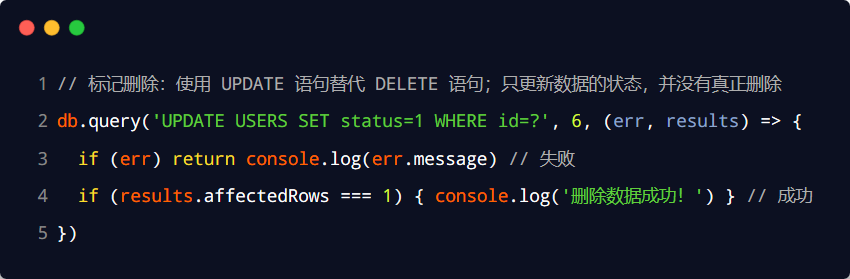 1 // 标记删除：使用 UPDATE 语句替代 DELETE 语句；只更新数据的状态，并没有真正删除
2 db.query('UPDATE USERS SET status=1 WHERE id=?', 6, (err, results) => {
3   if (err) return console.log(err.message) // 失败
4   if (results.affectedRows === 1) { console.log('删除数据成功！') } // 成功
5 })